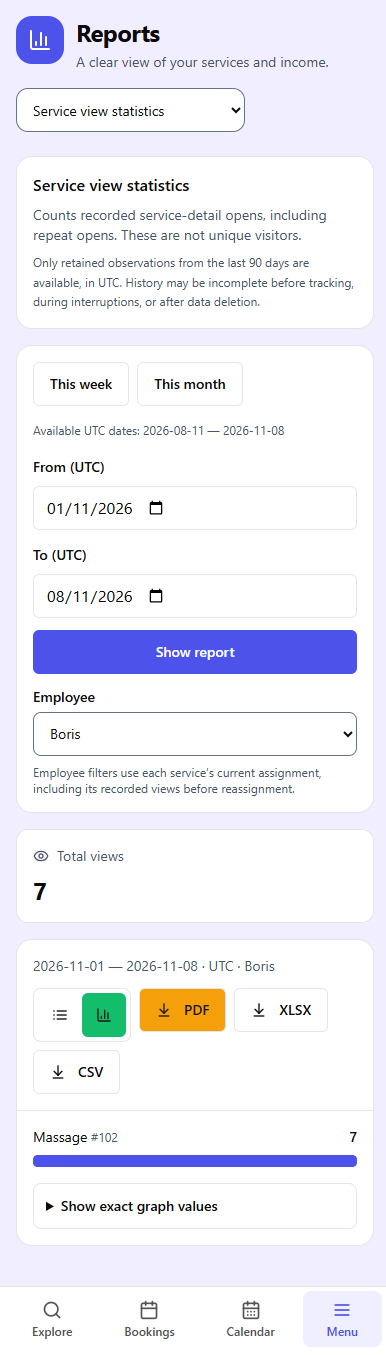 Reports
A clear view of your services and income.
Service view statistics
Service view statistics
Counts recorded service-detail opens, including
repeat opens. These are not unique visitors.
Only retained observations from the last 90 days are
available, in UTC. History may be incomplete before tracking,
during interruptions, or after data deletion.
This week
This month
Available UTC dates: 2026-08-11 — 2026-11-08
From (UTC)
01/11/2026
To (UTC)
08/11/2026
Show report
Employee
Boris
Employee filters use each service's current assignment,
including its recorded views before reassignment.
Total views
7
2026-11-01 — 2026-11-08 · UTC · Boris
PDF
XLSX
CSV
Massage #102 7
Show exact graph values
Explore
Bookings
Calendar
Menu